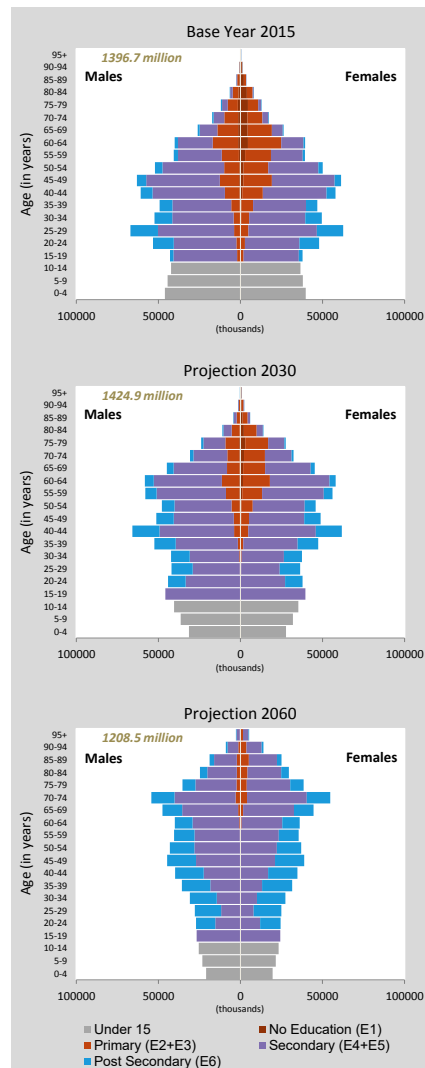 Base Year 2015
1396.7 million
Males
Females
Age (in years)
95+
90-94
85-89
80-84
75-79
70-74
65-69
60-64
55-59
50-54
45-49
40-44
35-39
30-34
25-29
20-24
15-19
10-14
5-9
0-4
100000 50000 0 50000 100000
(thousands)
Projection 2030
1424.9 million
Males
Females
Age (in years)
95+
90-94
85-89
80-84
75-79
70-74
65-69
60-64
55-59
50-54
45-49
40-44
35-39
30-34
25-29
20-24
15-19
10-14
5-9
0-4
100000 50000 0 50000 100000
(thousands)
Projection 2060
1208.5 million
Males
Females
Age (in years)
95+
90-94
85-89
80-84
75-79
70-74
65-69
60-64
55-59
50-54
45-49
40-44
35-39
30-34
25-29
20-24
15-19
10-14
5-9
0-4
100000 50000 0 50000 100000
(thousands)
Under 15 No Education (E1)
Primary (E2+E3) Secondary (E4+E5)
Post Secondary (E6)